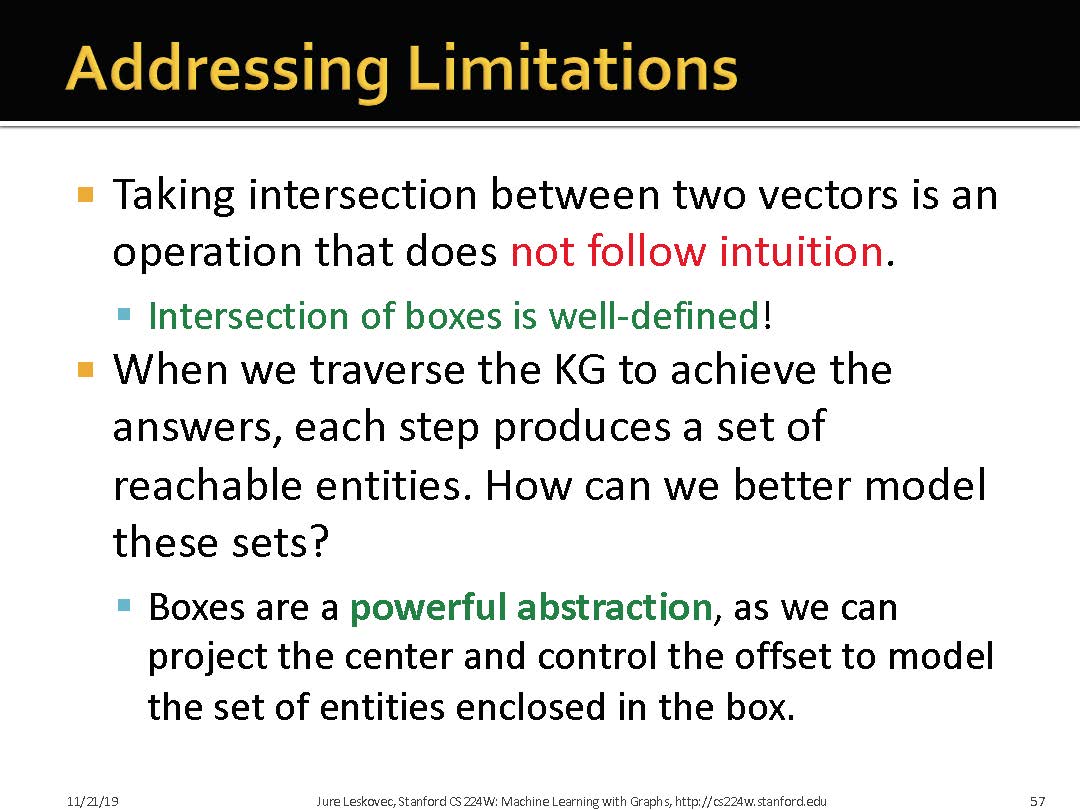 Addressing Limitations
Taking intersection between two vectors is an
operation that does not follow intuition.
Intersection of boxes is well-defined!
When we traverse the KG to achieve the
answers, each step produces a set of
reachable entities. How can we better model
these sets?
Boxes are a powerful abstraction, as we can
project the center and control the offset to model
the set of entities enclosed in the box.
11/21/19 Jure Leskovec, Stanford CS224W: Machine Learning with Graphs, http://cs224w.stanford.edu 57